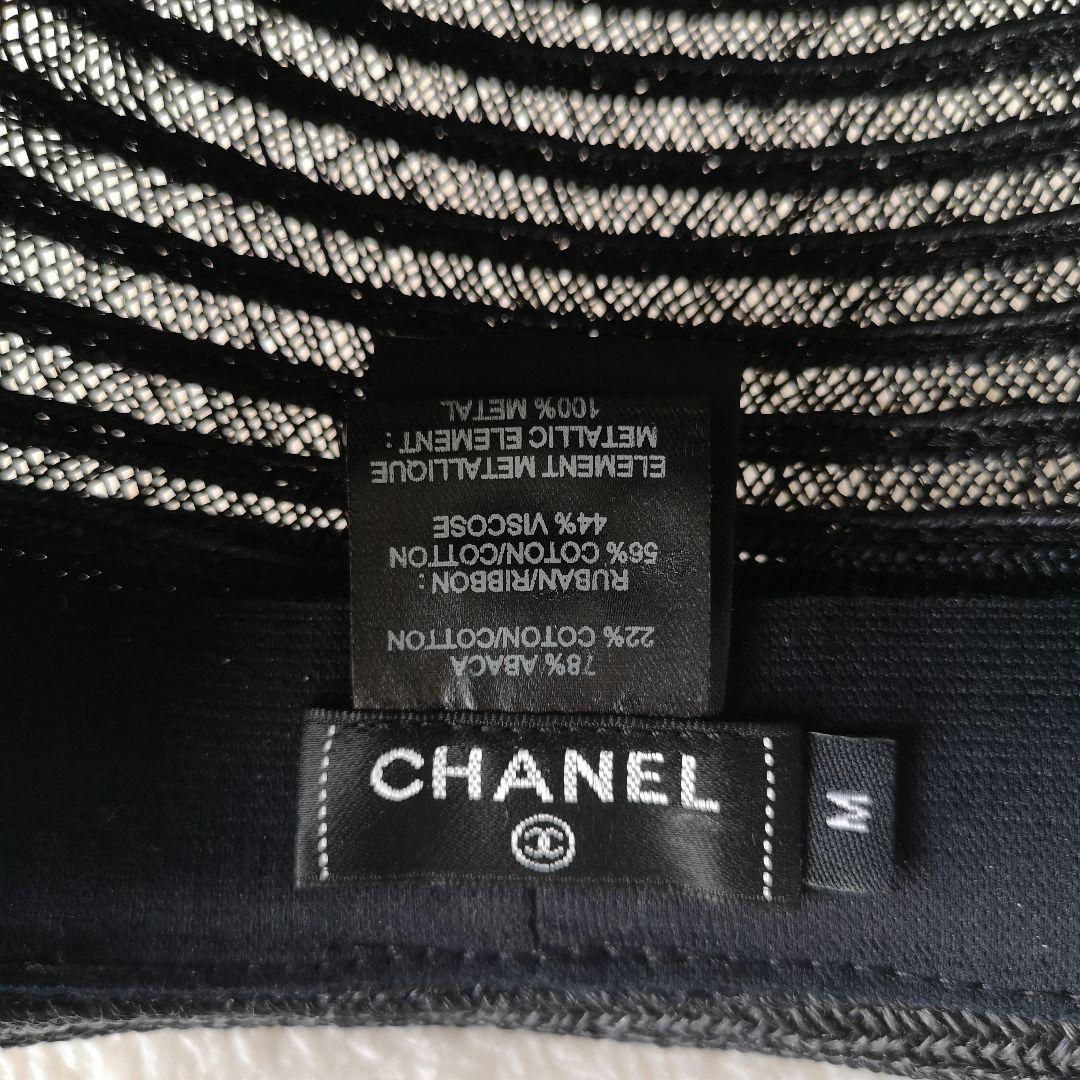 78% ABACA
22% COTON/COTTON
RUBAN/RIBBON :
56% COTON/COTTON
44% VISCOSE
ELEMENT METALLIQUE
METALLIC ELEMENT :
100% METAL
CHANEL
M